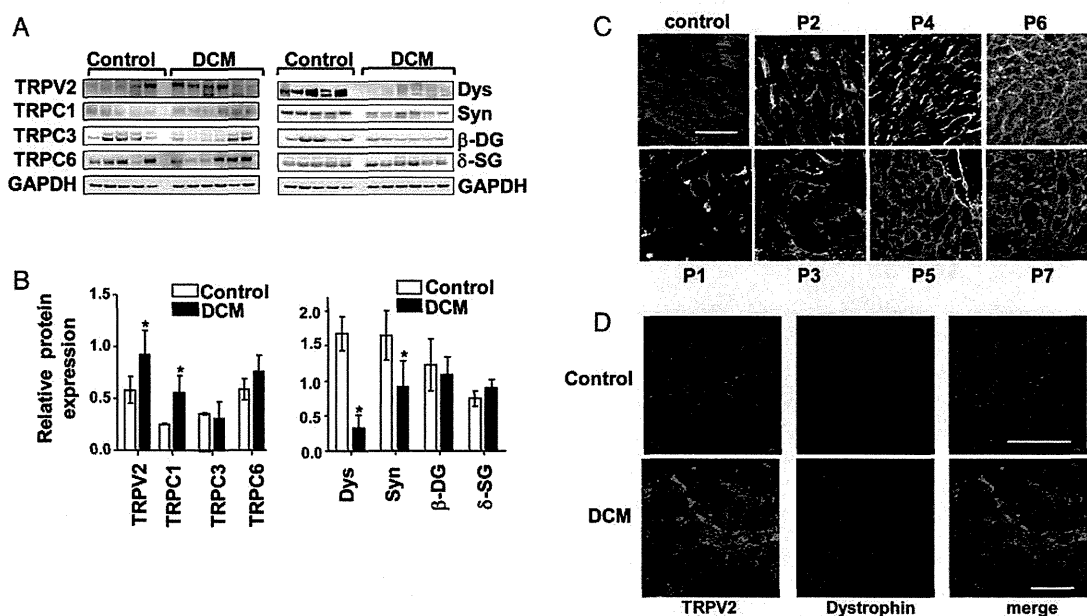 A
Control DCM
TRPV2
TRPC1
TRPC3
TRPC6
GAPDH
Control DCM
Dys
Syn
β-DG
δ-SG
GAPDH
B
Relative protein expression
1.5
1.0
0.5
0.0
Control
DCM
*
*
TRPV2
TRPC1
TRPC3
TRPC6
2.0
1.5
1.0
0.5
0.0
Control
DCM
*
*
Dys
Syn
β-DG
δ-SG
C
control P2 P4 P6
P1 P3 P5 P7
D
Control
DCM
TRPV2 Dystrophin merge